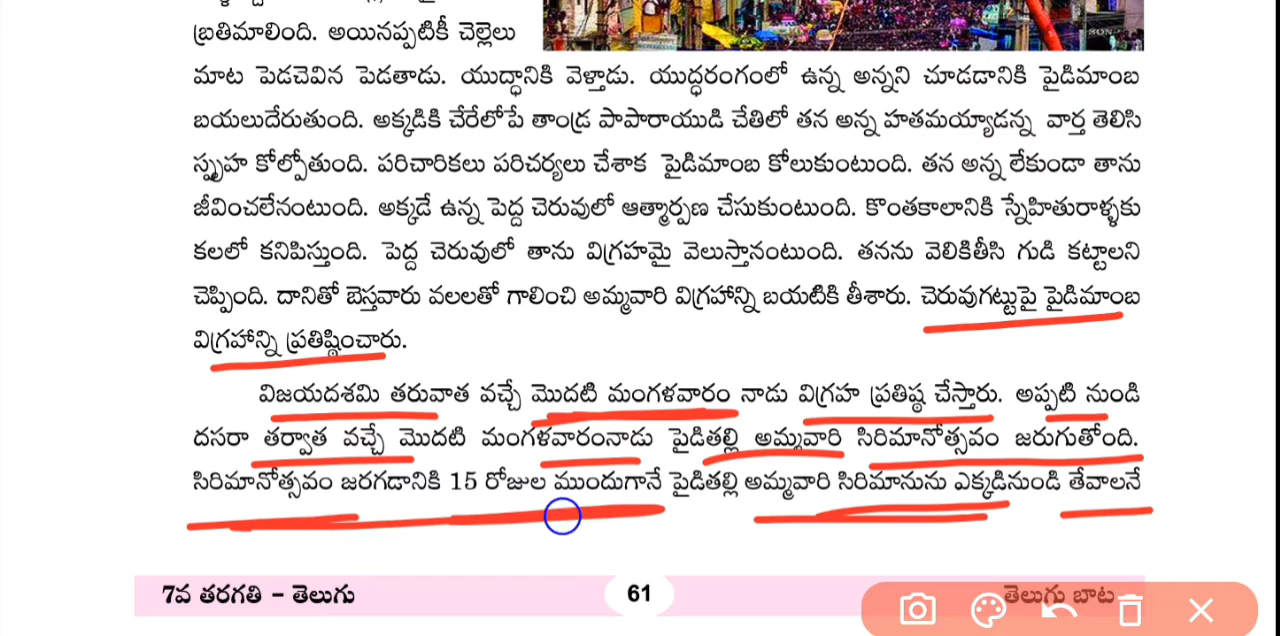 బ్రతిమాలింది. అయినప్పటికీ చెల్లెలు
SON
మాట పెడచెవిన పెడతాడు. యుద్ధానికి వెళ్తాడు. యుద్ధరంగంలో ఉన్న అన్నని చూడడానికి పైడిమాంబ
బయలుదేరుతుంది. అక్కడికి చేరేలోపే తాండ్ర పాపారాయుడి చేతిలో తన అన్న హతమయ్యాడన్న వార్త తెలిసి
స్పృహ కోల్పోతుంది. పరిచారికలు పరిచర్యలు చేశాక పైడిమాంబ కోలుకుంటుంది. తన అన్న లేకుండా తాను
జీవించలేనంటుంది. అక్కడే ఉన్న పెద్ద చెరువులో ఆత్మార్పణ చేసుకుంటుంది. కొంతకాలానికి స్నేహితురాళ్ళకు
కలలో కనిపిస్తుంది. పెద్ద చెరువులో తాను విగ్రహమై వెలుస్తానంటుంది. తనను వెలికితీసి గుడి కట్టాలని
చెప్పింది. దానితో బెస్తవారు వలలతో గాలించి అమ్మవారి విగ్రహాన్ని బయటికి తీశారు. చెరువుగట్టుపై పైడిమాంబ
విగ్రహాన్ని ప్రతిష్ఠించారు.
విజయదశమి తరువాత వచ్చే మొదటి మంగళవారం నాడు విగ్రహ ప్రతిష్ఠ చేస్తారు. అప్పటి నుండి
దసరా తర్వాత వచ్చే మొదటి మంగళవారంనాడు పైడితల్లి అమ్మవారి సిరిమానోత్సవం జరుగుతోంది.
సిరిమానోత్సవం జరగడానికి 15 రోజుల ముందుగానే పైడితల్లి అమ్మవారి సిరిమానును ఎక్కడినుండి తేవాలనే
7వ తరగతి – తెలుగు
61
తెలుగు బాట